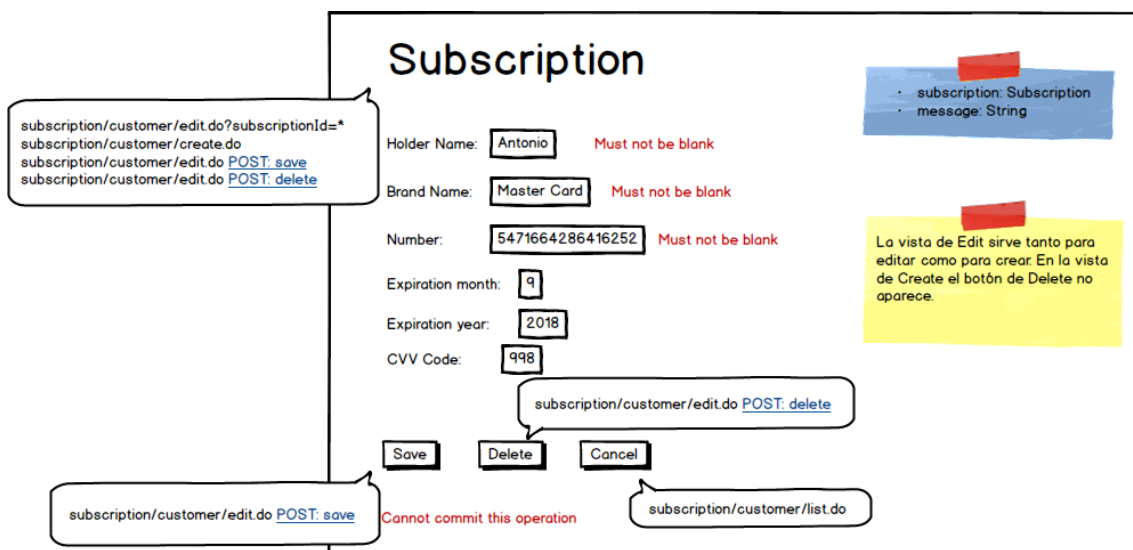 Subscription
subscription/customer/edit.do?subscriptionId=*
subscription/customer/create.do
subscription/customer/edit.do POST: save
subscription/customer/edit.do POST: delete
Holder Name: Antonio Must not be blank
Brand Name: Master Card Must not be blank
Number: 5471664286416252 Must not be blank
Expiration month: 9
Expiration year: 2018
CVV Code: 998
subscription/customer/edit.do POST: delete
Save Delete Cancel
subscription/customer/edit.do POST: save
Cannot commit this operation
subscription/customer/list.do
· subscription: Subscription
· message: String
La vista de Edit sirve tanto para
editar como para crear. En la vista
de Create el botón de Delete no
aparece.